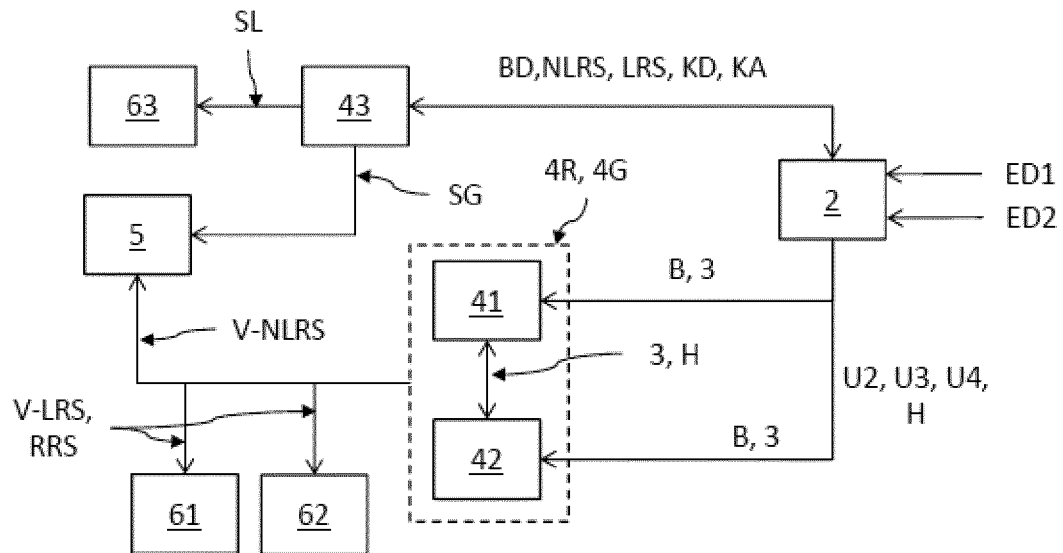 SL
BD,NLRS, LRS, KD, KA
63
43
4R, 4G
ED1
SG
2
5
ED2
B, 3
41
V-NLRS
3, H
U2, U3, U4,
H
V-LRS,
RRS
B, 3
42
61
62